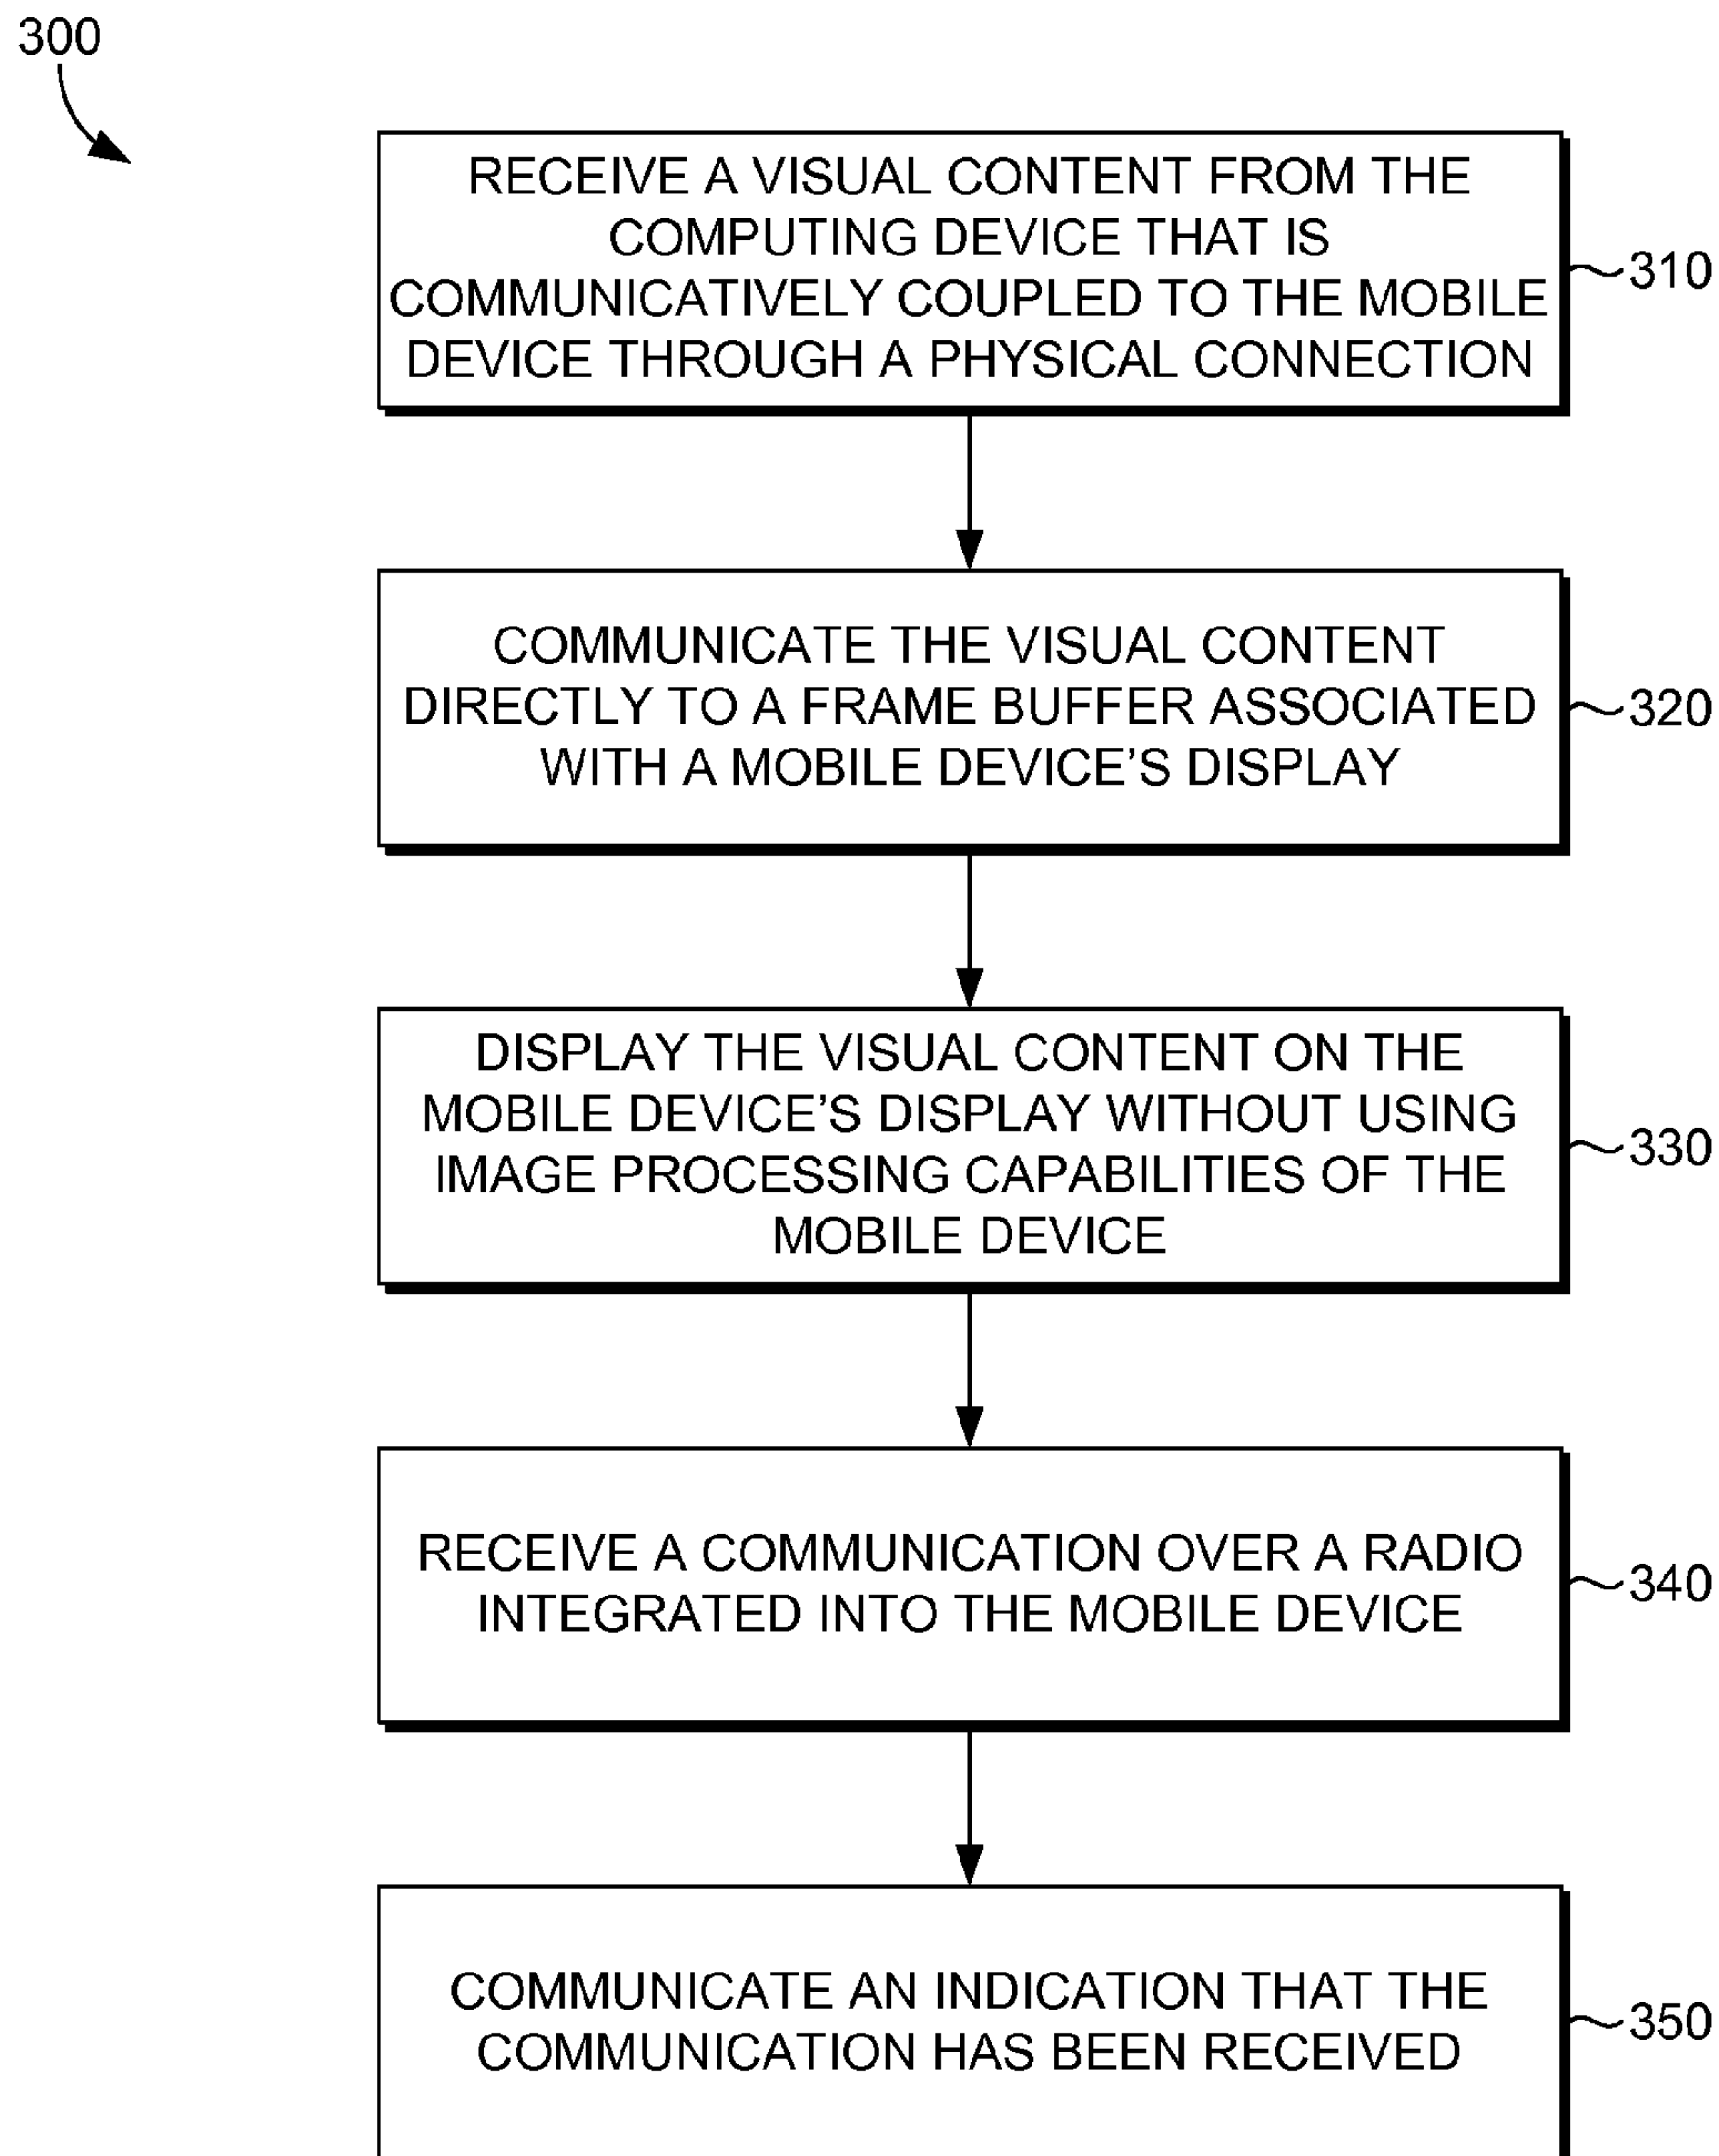 300
RECEIVE A VISUAL CONTENT FROM THE
COMPUTING DEVICE THAT IS
COMMUNICATIVELY COUPLED TO THE MOBILE
DEVICE THROUGH A PHYSICAL CONNECTION
310
COMMUNICATE THE VISUAL CONTENT
DIRECTLY TO A FRAME BUFFER ASSOCIATED
WITH A MOBILE DEVICE'S DISPLAY
320
DISPLAY THE VISUAL CONTENT ON THE
MOBILE DEVICE'S DISPLAY WITHOUT USING
IMAGE PROCESSING CAPABILITIES OF THE
MOBILE DEVICE
330
RECEIVE A COMMUNICATION OVER A RADIO
INTEGRATED INTO THE MOBILE DEVICE
340
COMMUNICATE AN INDICATION THAT THE
COMMUNICATION HAS BEEN RECEIVED
350